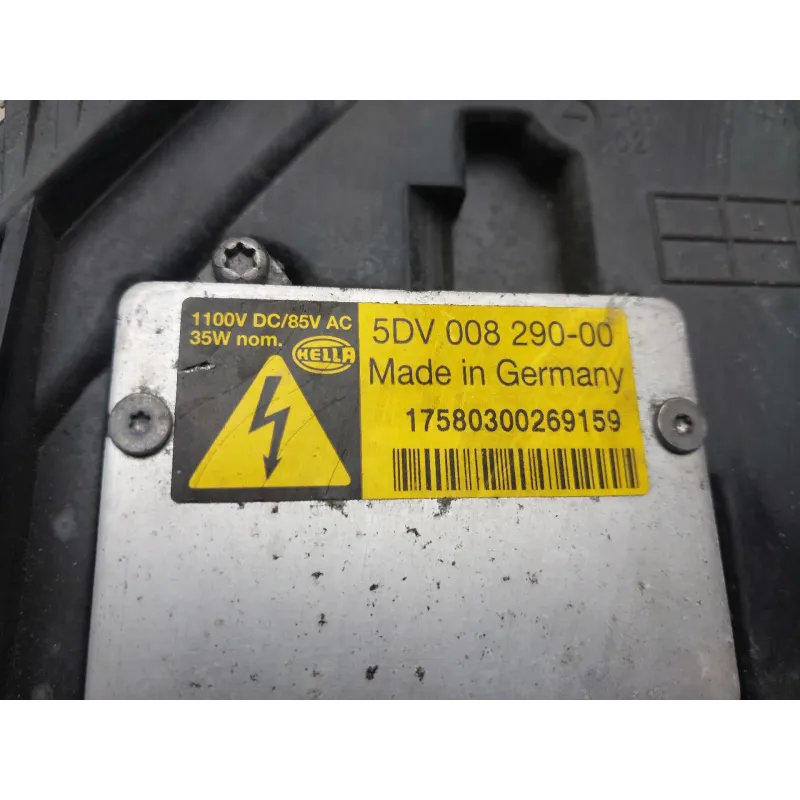 1100V DC/85V AC
35W nom.
HELLA
5DV 008 290-00
Made in Germany
17580300269159